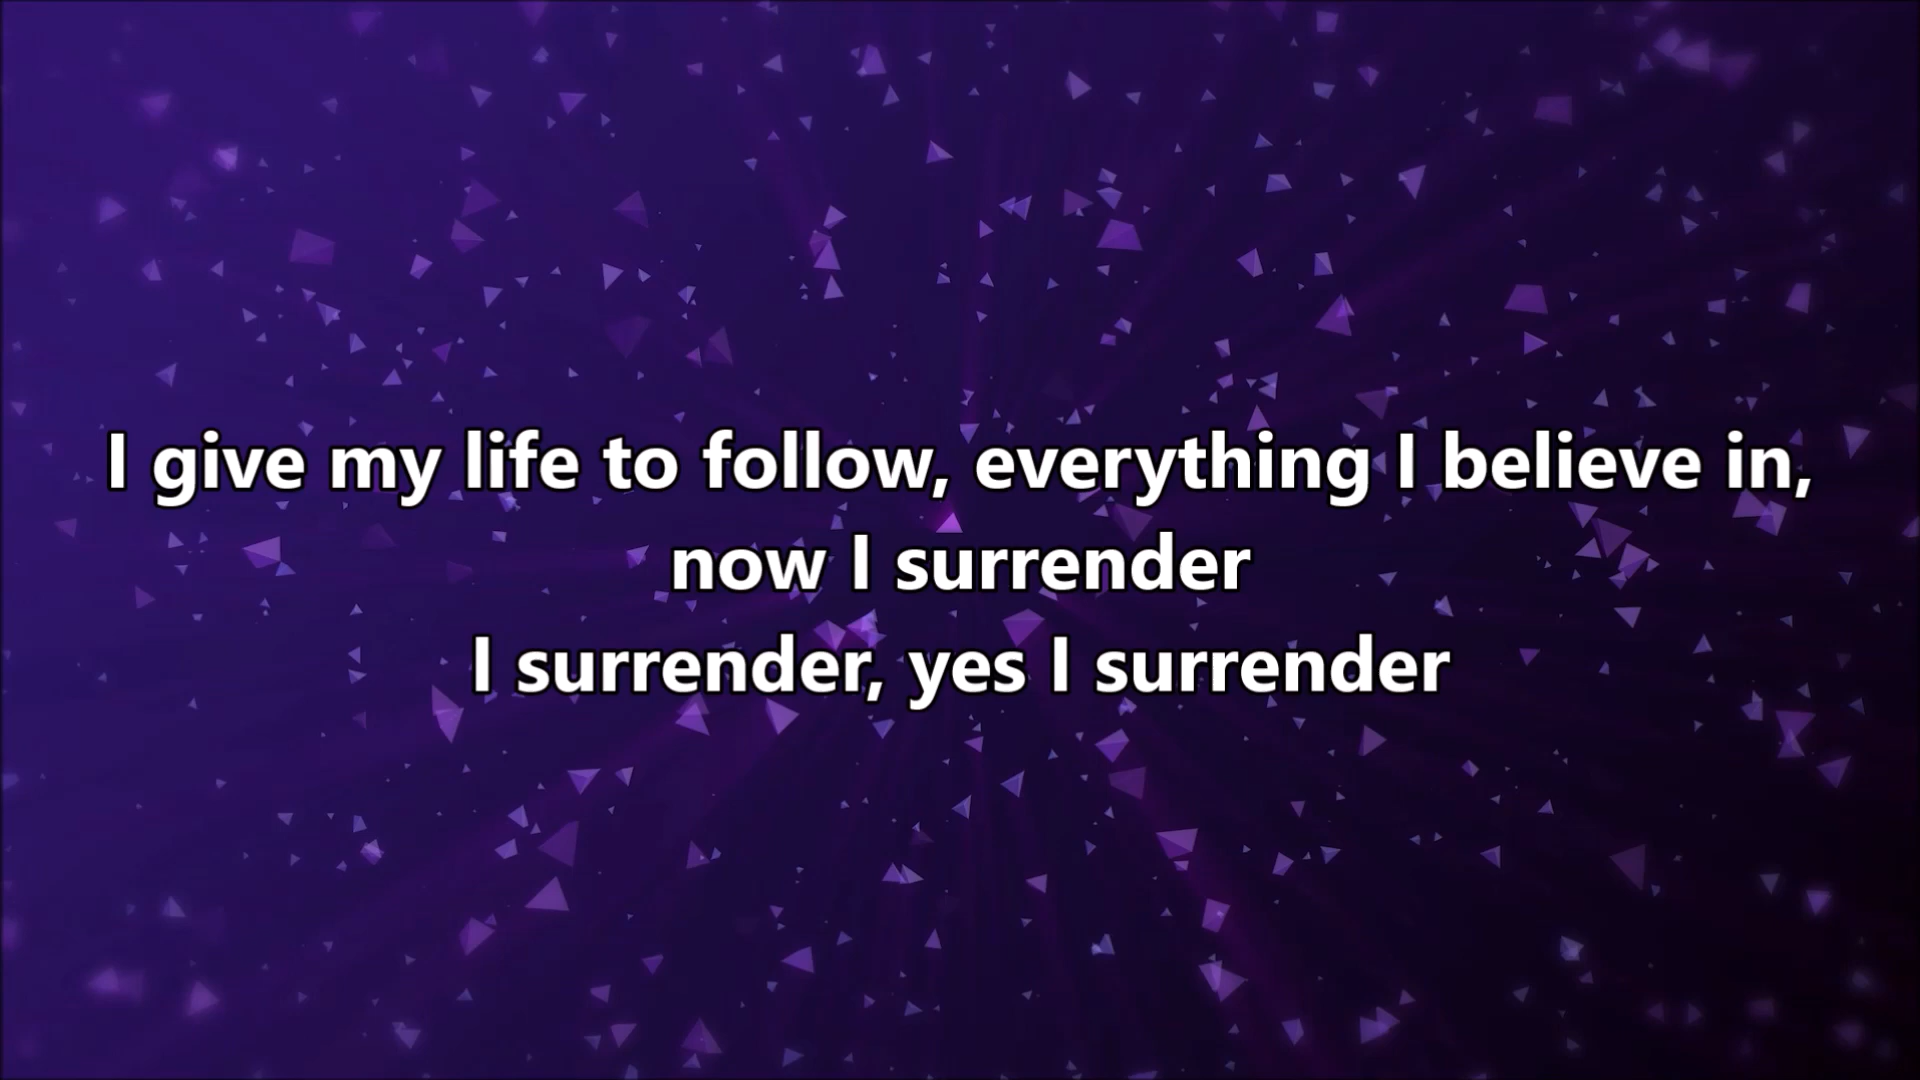 I give my life to follow, everything I believe in,
now I surrender
I surrender, yes I surrender